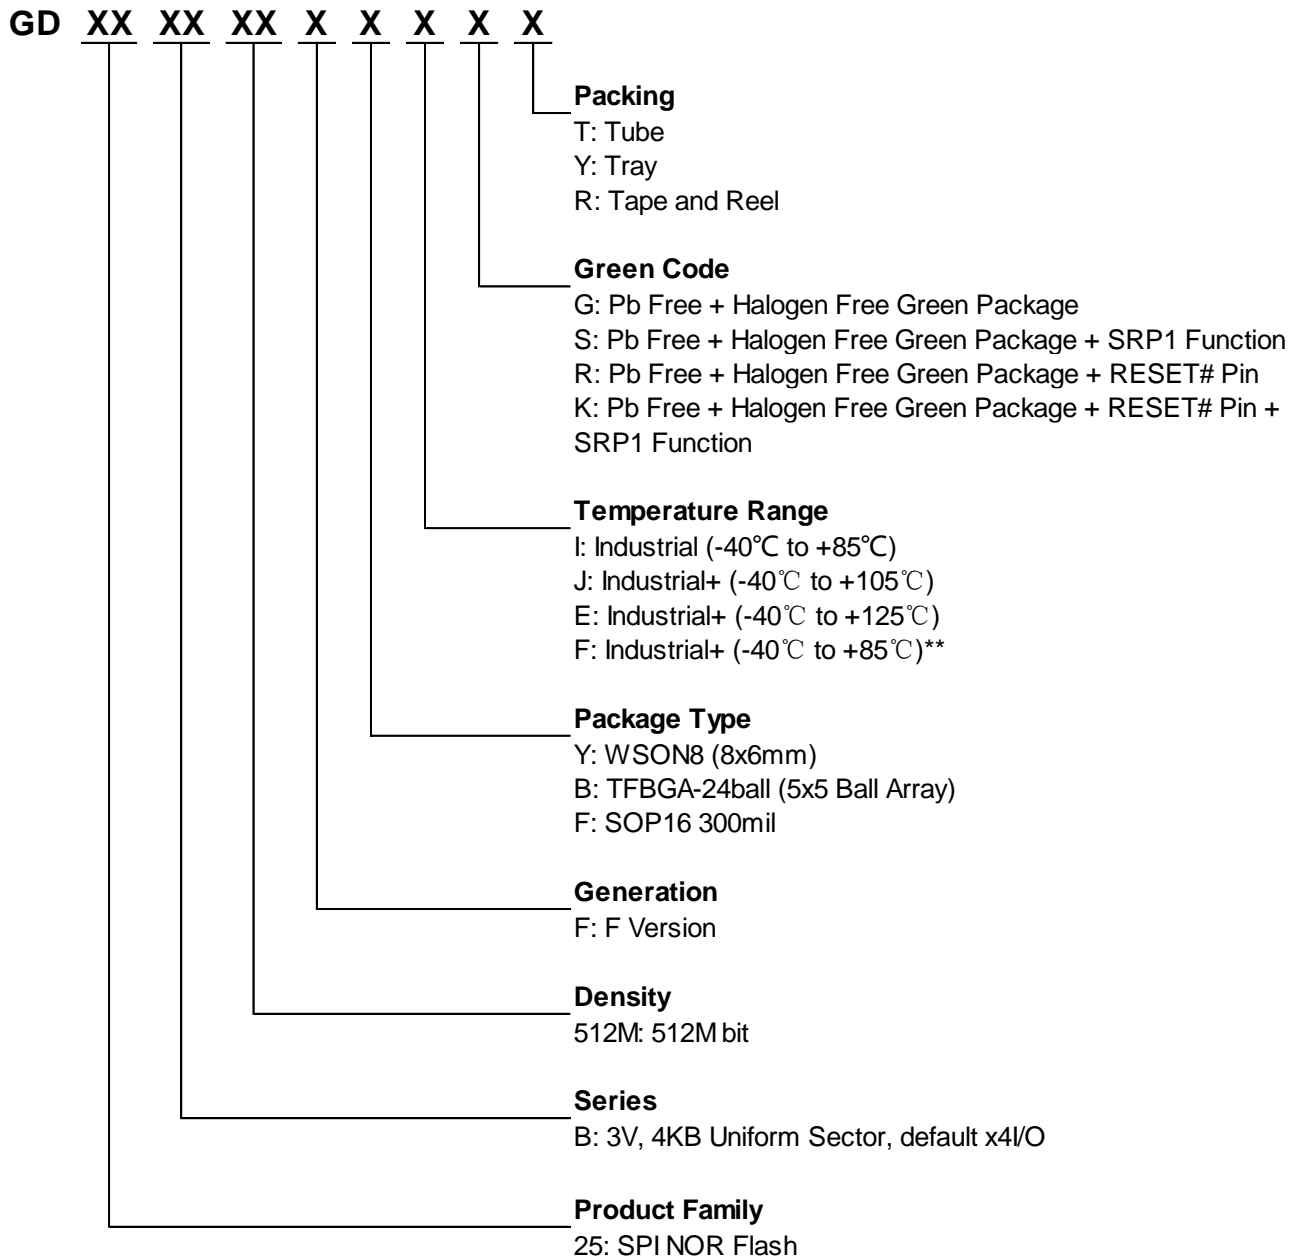 GD XX XX XX X X X X X
Packing
T: Tube
Y: Tray
R: Tape and Reel
Green Code
G: Pb Free + Halogen Free Green Package
S: Pb Free + Halogen Free Green Package + SRP1 Function
R: Pb Free + Halogen Free Green Package + RESET# Pin
K: Pb Free + Halogen Free Green Package + RESET# Pin +
SRP1 Function
Temperature Range
I: Industrial (-40℃ to +85℃)
J: Industrial+ (-40℃ to +105℃)
E: Industrial+ (-40℃ to +125℃)
F: Industrial+ (-40℃ to +85℃)**
Package Type
Y: WSON8 (8x6mm)
B: TFBGA-24ball (5x5 Ball Array)
F: SOP16 300mil
Generation
F: F Version
Density
512M: 512M bit
Series
B: 3V, 4KB Uniform Sector, default x4I/O
Product Family
25: SPI NOR Flash